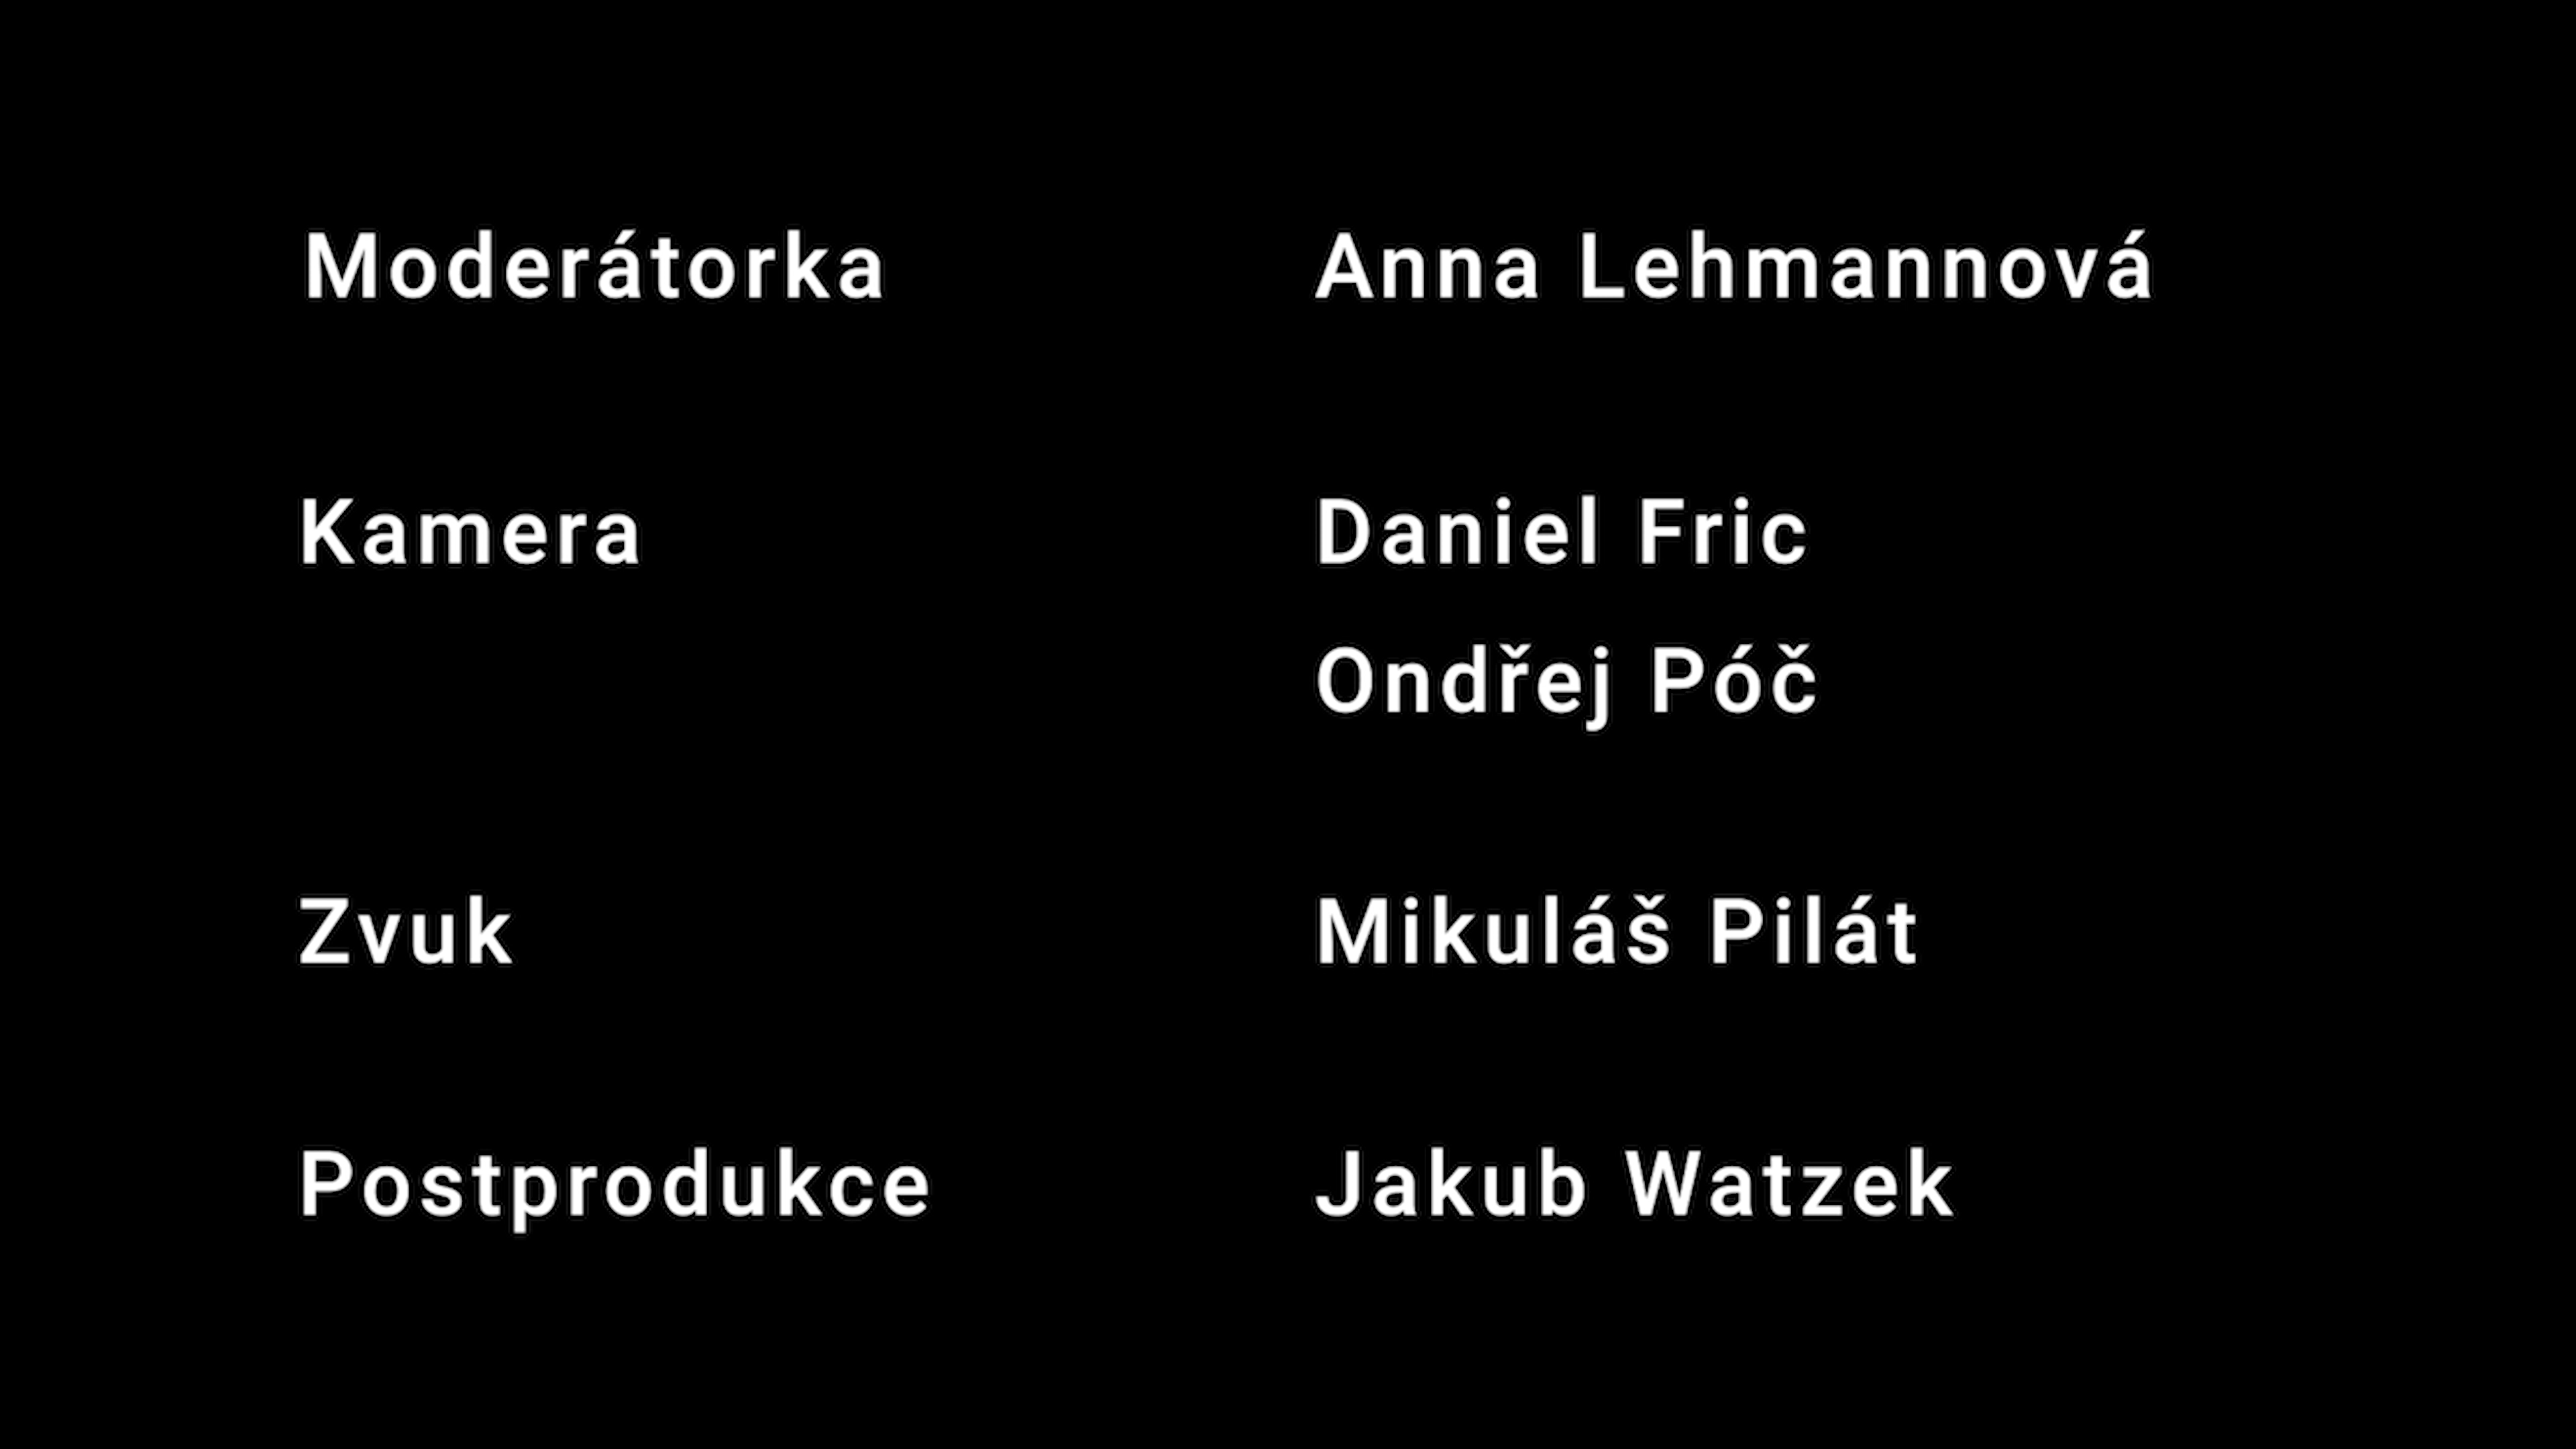 Moderátorka Anna Lehmannová
Kamera Daniel Fric
Ondřej Póč
Zvuk Mikuláš Pilát
Postprodukce Jakub Watzek